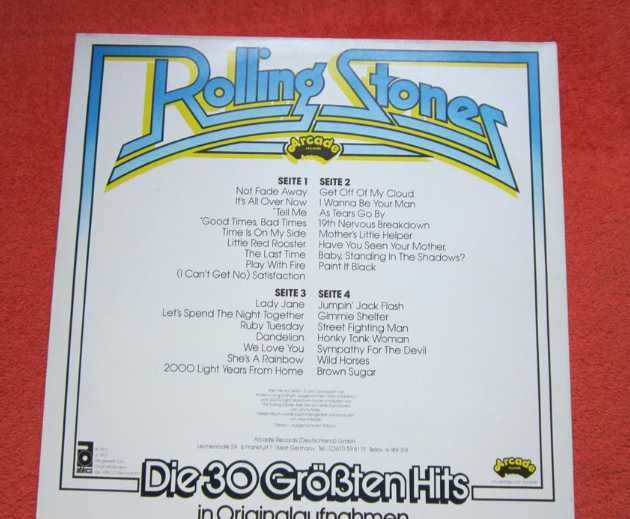 Rolling Stones
Arcade
SEITE 1
Not Fade Away
It's All Over Now
*Tell Me
*Good Times, Bad Times
Time Is On My Side
Little Red Rooster
The Last Time
Play With Fire
(I Can't Get No) Satisfaction
SEITE 2
Get Off Of My Cloud
I Wanna Be Your Man
As Tears Go By
19th Nervous Breakdown
Mother's Little Helper
Have You Seen Your Mother,
Baby, Standing In The Shadows?
Paint It Black
SEITE 3
Lady Jane
Let's Spend The Night Together
Ruby Tuesday
Dandelion
We Love You
She's A Rainbow
2000 Light Years From Home
SEITE 4
Jumpin' Jack Flash
Gimmie Shelter
Street Fighting Man
Honky Tonk Woman
Sympathy For The Devil
Wild Horses
Brown Sugar
Arcade Records (Deutschland) GmbH
Die 30 Größten Hits
in Originalaufnahmen
Arcade